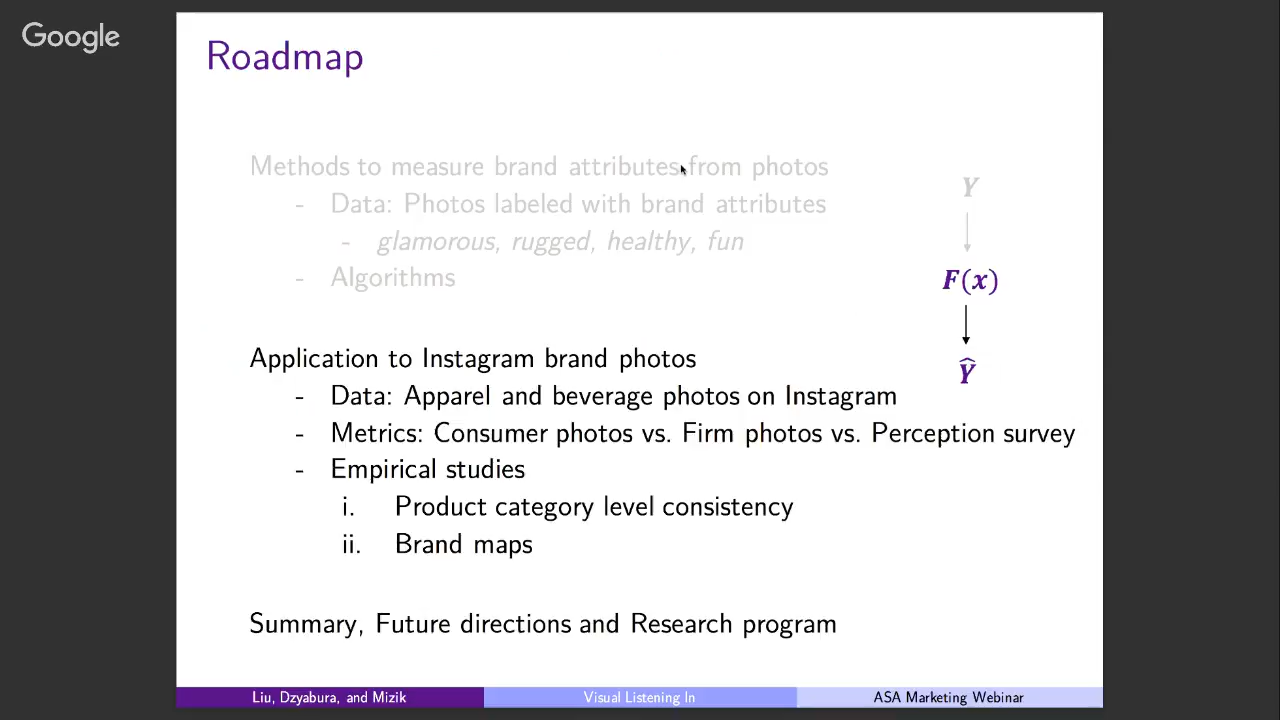 Google
Roadmap
Methods to measure brand attributes from photos
- Data: Photos labeled with brand attributes
- glamorous, rugged, healthy, fun
- Algorithms
Y
F(x)
Ŷ
Application to Instagram brand photos
- Data: Apparel and beverage photos on Instagram
- Metrics: Consumer photos vs. Firm photos vs. Perception survey
- Empirical studies
i. Product category level consistency
ii. Brand maps
Summary, Future directions and Research program
Liu, Dzyabura, and Mizik
Visual Listening In
ASA Marketing Webinar